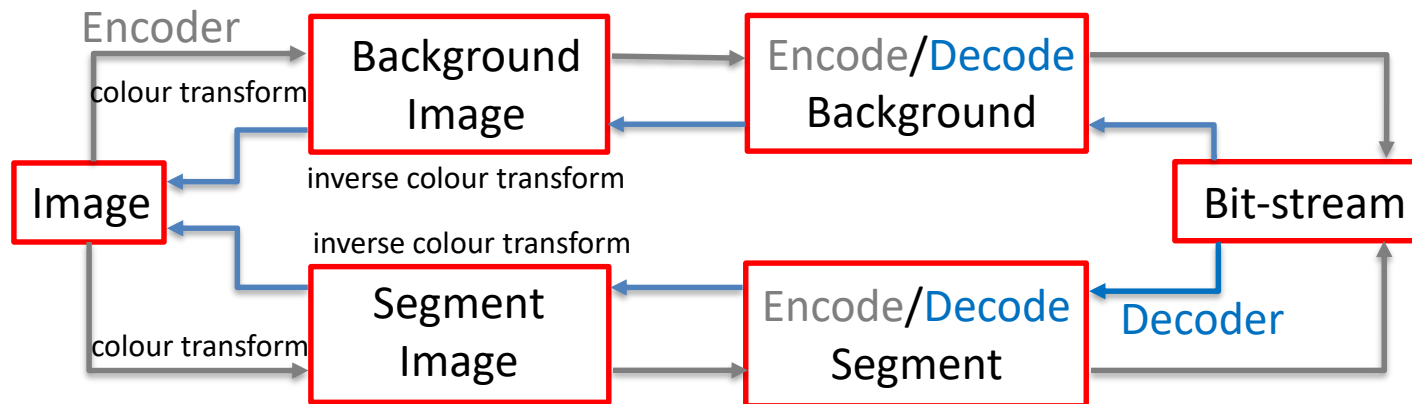 Encoder
colour transform
Background
Image
Encode/Decode
Background
inverse colour transform
Image
Bit-stream
inverse colour transform
Segment
Image
Encode/Decode
Segment
Decoder
colour transform